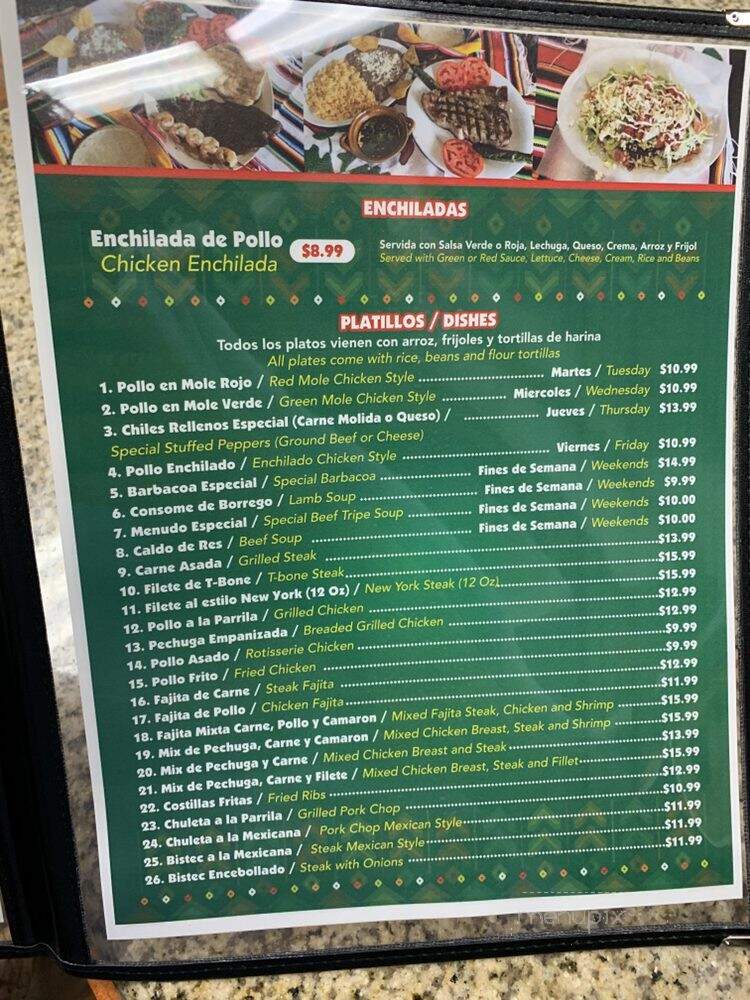 ENCHILADAS
Enchilada de Pollo
Chicken Enchilada
$8.99
Servida con Salsa Verde o Roja, Lechuga, Queso, Crema, Arroz y Frijol
Served with Green or Red Sauce, Lettuce, Cheese, Cream, Rice and Beans
PLATILLOS / DISHES
Todos los platos vienen con arroz, frijoles y tortillas de harina
All plates come with rice, beans and flour tortillas
1. Pollo en Mole Rojo / Red Mole Chicken Style ... Martes / Tuesday $10.99
2. Pollo en Mole Verde / Green Mole Chicken Style ... Miercoles / Wednesday $10.99
3. Chiles Rellenos Especial (Carne Molida o Queso) / ... Jueves / Thursday $13.99
Special Stuffed Peppers (Ground Beef or Cheese)
4. Pollo Enchilado / Enchilado Chicken Style ... Viernes / Friday $10.99
5. Barbacoa Especial / Special Barbacoa ... Fines de Semana / Weekends $14.99
6. Consome de Borrego / Lamb Soup ... Fines de Semana / Weekends $9.99
7. Menudo Especial / Special Beef Tripe Soup ... Fines de Semana / Weekends $10.00
8. Caldo de Res / Beef Soup ... Fines de Semana / Weekends $10.00
9. Carne Asada / Grilled Steak ... $13.99
10. Filete de T-Bone / T-bone Steak ... $15.99
11. Filete al estilo New York (12 Oz) / New York Steak (12 Oz) ... $15.99
12. Pollo a la Parrilla / Grilled Chicken ... $12.99
13. Pechuga Empanizada / Breaded Grilled Chicken ... $12.99
14. Pollo Asado / Rotisserie Chicken ... $9.99
15. Pollo Frito / Fried Chicken ... $9.99
16. Fajita de Carne / Steak Fajita ... $12.99
17. Fajita de Pollo / Chicken Fajita ... $11.99
18. Fajita Mixta Carne, Pollo y Camaron / Mixed Fajita Steak, Chicken and Shrimp ... $15.99
19. Mix de Pechuga, Carne y Camaron / Mixed Chicken Breast, Steak and Shrimp ... $15.99
20. Mix de Pechuga y Carne / Mixed Chicken Breast and Steak ... $13.99
21. Mix de Pechuga, Carne y Filete / Mixed Chicken Breast, Steak and Fillet ... $15.99
22. Costillas Fritas / Fried Ribs ... $12.99
23. Chuleta a la Parrilla / Grilled Pork Chop ... $10.99
24. Chuleta a la Mexicana / Pork Chop Mexican Style ... $11.99
25. Bistec a la Mexicana / Steak Mexican Style ... $11.99
26. Bistec Encebollado / Steak with Onions ... $11.99
menupix